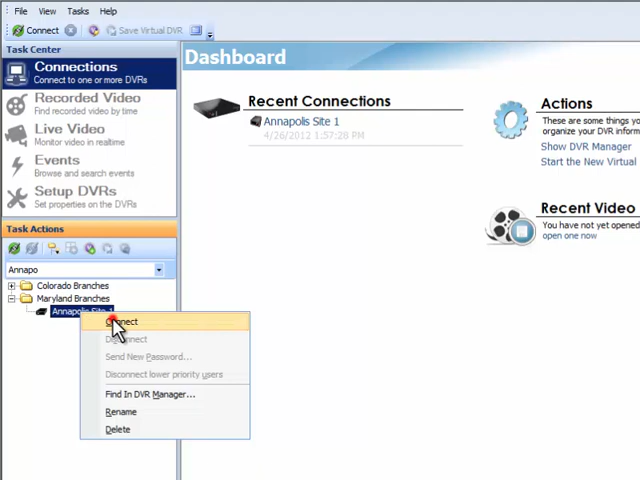 File View Tasks Help
Connect Save Virtual DVR
Task Center
Connections
Connect to one or more DVRs
Recorded Video
Find recorded video by time
Live Video
Monitor video in realtime
Events
Browse and search events
Setup DVRs
Set properties on the DVRs
Task Actions
Annapo
Colorado Branches
Maryland Branches
Annapolis Site 1
Connect
Disconnect
Send New Password...
Disconnect lower priority users
Find In DVR Manager...
Rename
Delete
Dashboard
Recent Connections
Annapolis Site 1
4/26/2012 1:57:28 PM
Actions
These are some things yo
organize your DVR inform
Show DVR Manager
Start the New Virtual
Recent Video
You have not yet opened
open one now